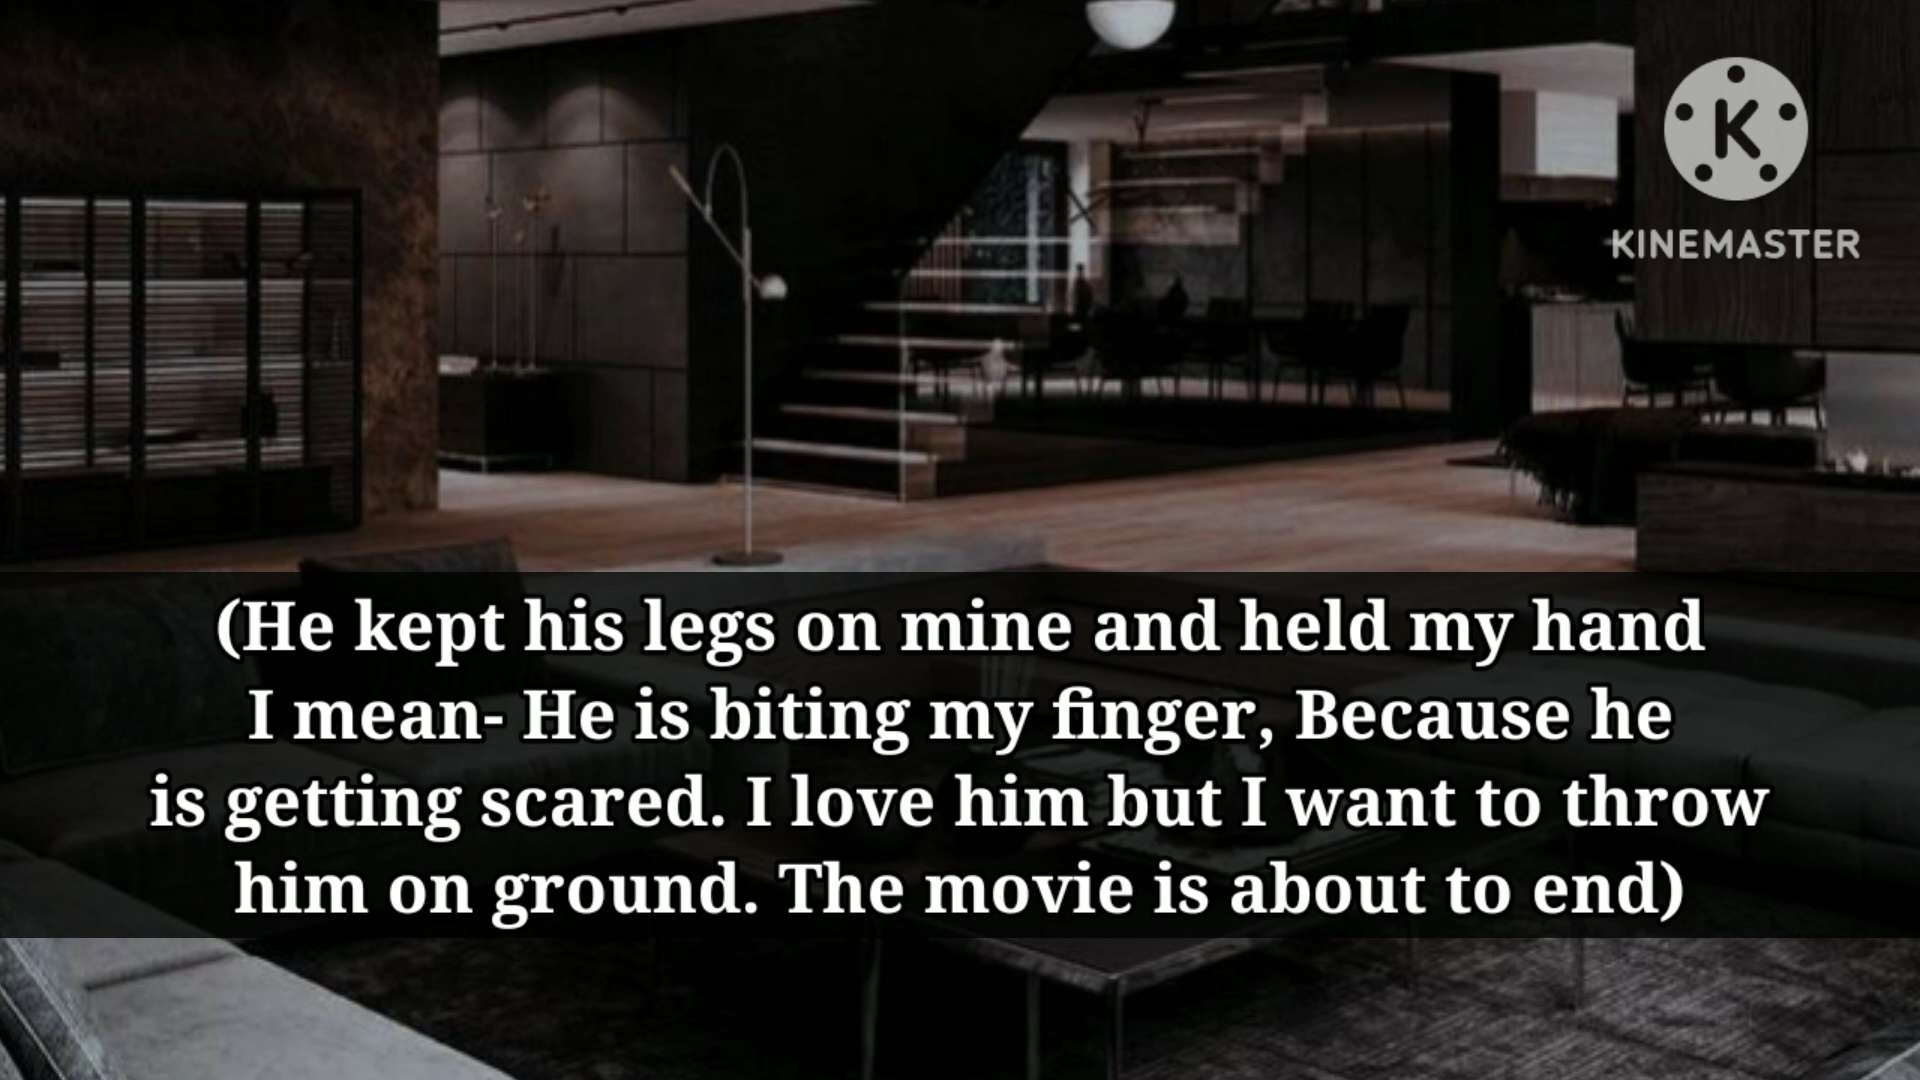 K
KINEMASTER
(He kept his legs on mine and held my hand
I mean- He is biting my finger, Because he
is getting scared. I love him but I want to throw
him on ground. The movie is about to end)